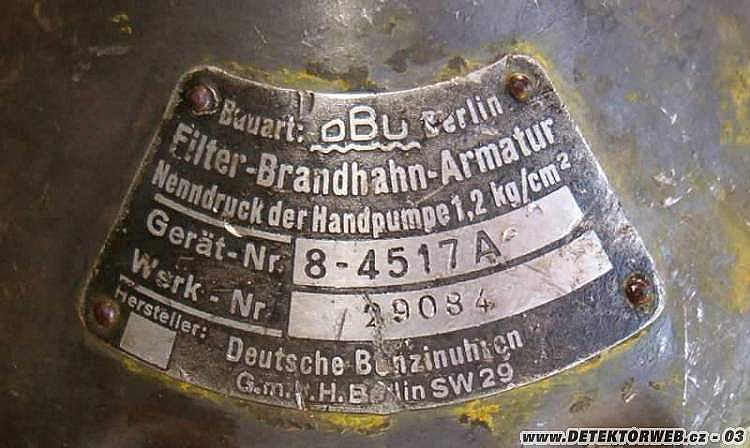 Bauart: DBU Berlin
Filter-Brandhahn-Armatur
Nenndruck der Handpumpe 1,2 kg/cm²
Gerät-Nr. 8-4517A
Werk - Nr 29084
Hersteller:
Deutsche Benzinuhren
G.m.b.H. Berlin SW 29
www.DETEKTORWEB.cz - 03